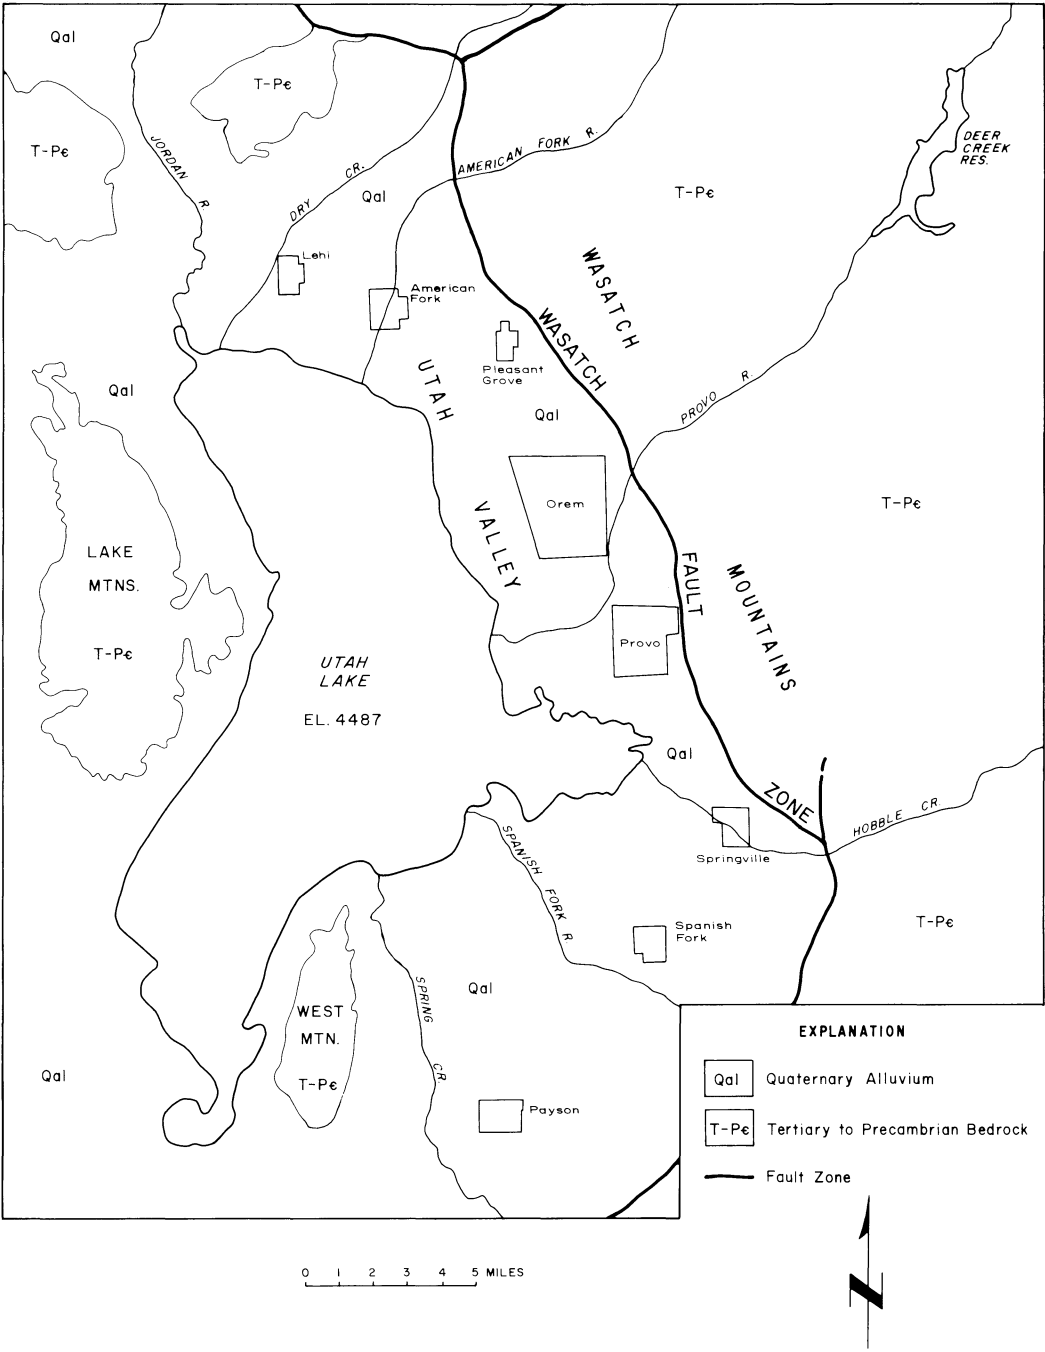 Qal
T-P€
T-P€
JORDAN R
DRY CR.
Qal
AMERICAN FORK R.
T-P€
DEER
CREEK
RES.
Lehi
American
Fork
WASATCH
WASATCH
Pleasant
Grove
Qal
UTAH
Qal
PROVO R.
Orem
T-P€
VALLEY
LAKE
MTNS.
T-P€
FAULT
MOUNTAINS
Provo
UTAH
LAKE
EL. 4487
Qal
ZONE
HOBBLE CR.
Springville
SPANISH FORK R
Spanish
Fork
T-P€
Qal
SPRING CR.
WEST
MTN.
T-P€
Qal
Payson
EXPLANATION
Qal Quaternary Alluvium
T-P€ Tertiary to Precambrian Bedrock
Fault Zone
0 1 2 3 4 5 MILES
N